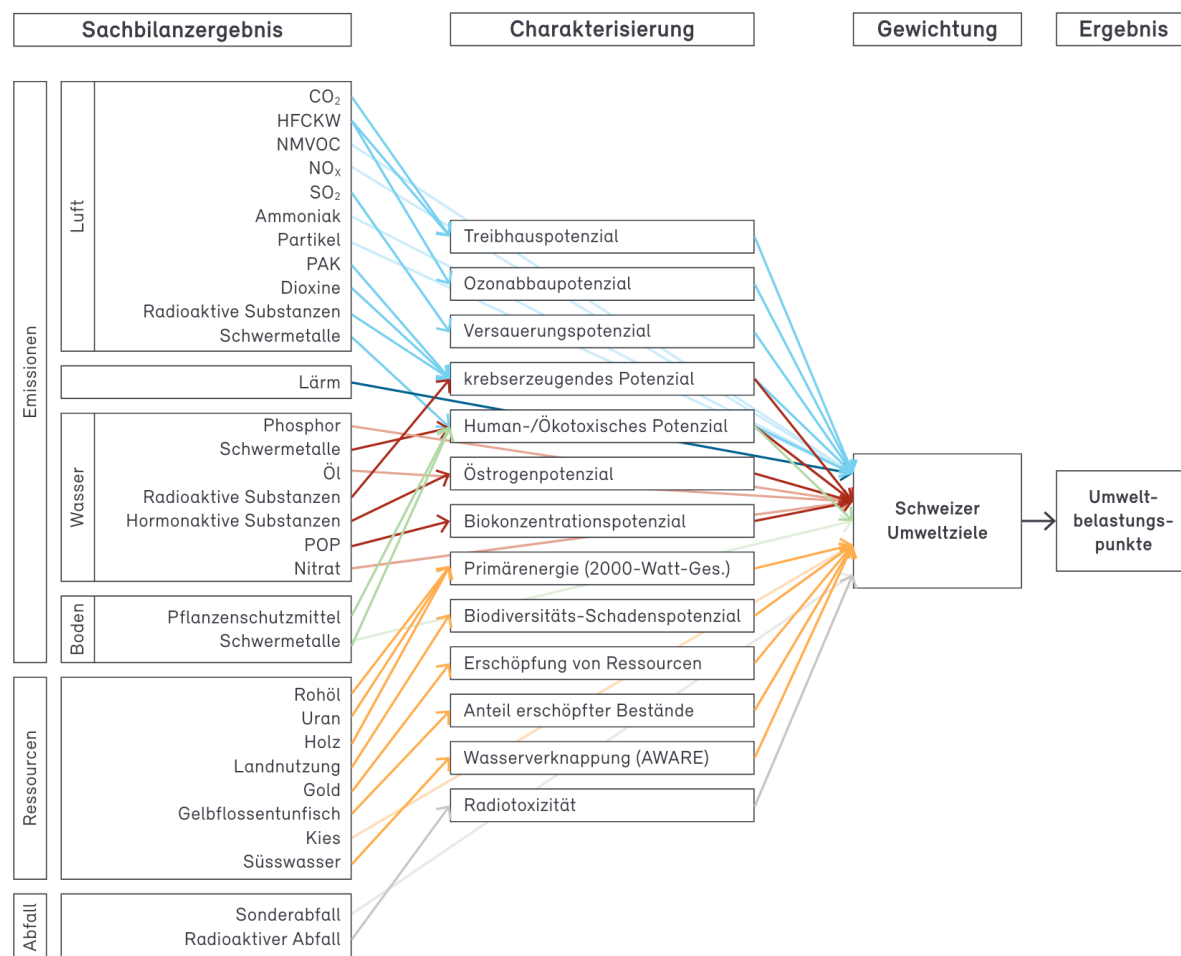 Sachbilanzergebnis
Charakterisierung
Gewichtung
Ergebnis
Emissionen
Luft
CO₂
HFCKW
NMVOC
NOₓ
SO₂
Ammoniak
Partikel
PAK
Dioxine
Radioaktive Substanzen
Schwermetalle
Lärm
Wasser
Phosphor
Schwermetalle
Öl
Radioaktive Substanzen
Hormonaktive Substanzen
POP
Nitrat
Boden
Pflanzenschutzmittel
Schwermetalle
Ressourcen
Rohöl
Uran
Holz
Landnutzung
Gold
Gelbflossentunfisch
Kies
Süsswasser
Abfall
Sonderabfall
Radioaktiver Abfall
Treibhauspotenzial
Ozonabbaupotenzial
Versauerungspotenzial
krebserzeugendes Potenzial
Human-/Ökotoxisches Potenzial
Östrogenpotenzial
Biokonzentrationspotenzial
Primärenergie (2000-Watt-Ges.)
Biodiversitäts-Schadenspotenzial
Erschöpfung von Ressourcen
Anteil erschöpfter Bestände
Wasserverknappung (AWARE)
Radiotoxizität
Schweizer
Umweltziele
Umwelt-
belastungs-
punkte